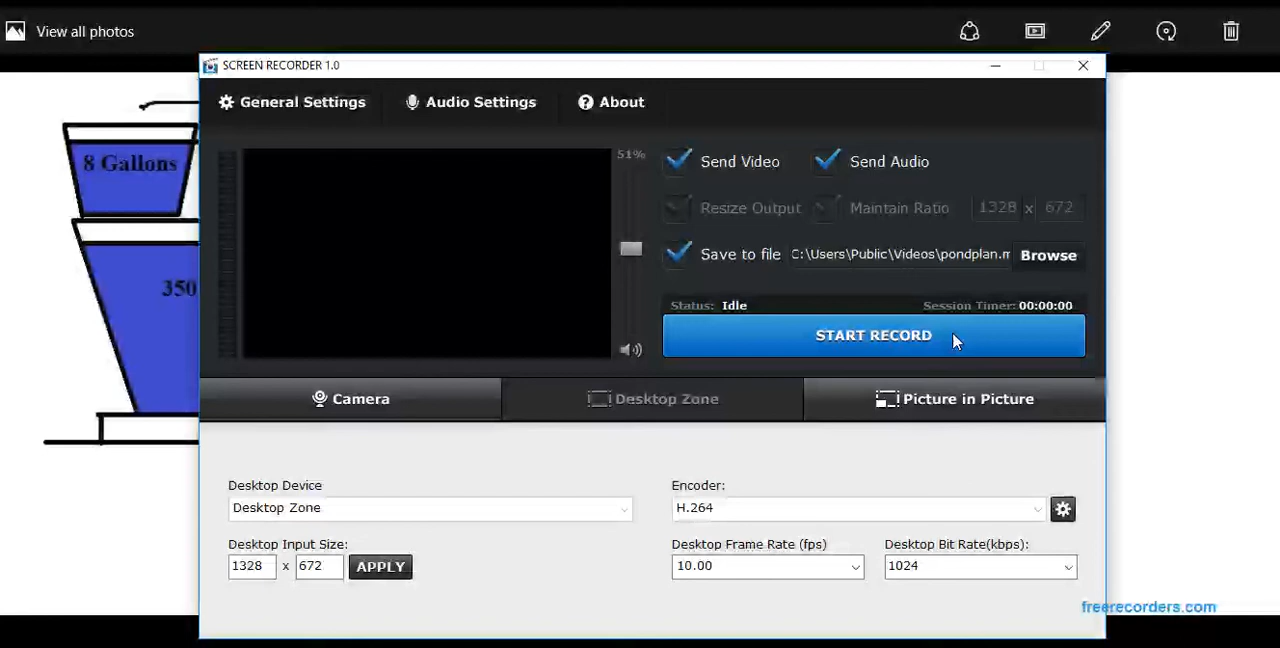 View all photos
SCREEN RECORDER 1.0
General Settings
Audio Settings
About
8 Gallons
350
51%
Send Video
Send Audio
Resize Output
Maintain Ratio
1328 x 672
Save to file
C:\Users\Public\Videos\pondplan.m
Browse
Status: Idle
Session Timer: 00:00:00
START RECORD
Camera
Desktop Zone
Picture in Picture
Desktop Device
Desktop Zone
Encoder:
H.264
Desktop Input Size:
1328 x 672
APPLY
Desktop Frame Rate (fps)
10.00
Desktop Bit Rate(kbps):
1024
freerecorders.com